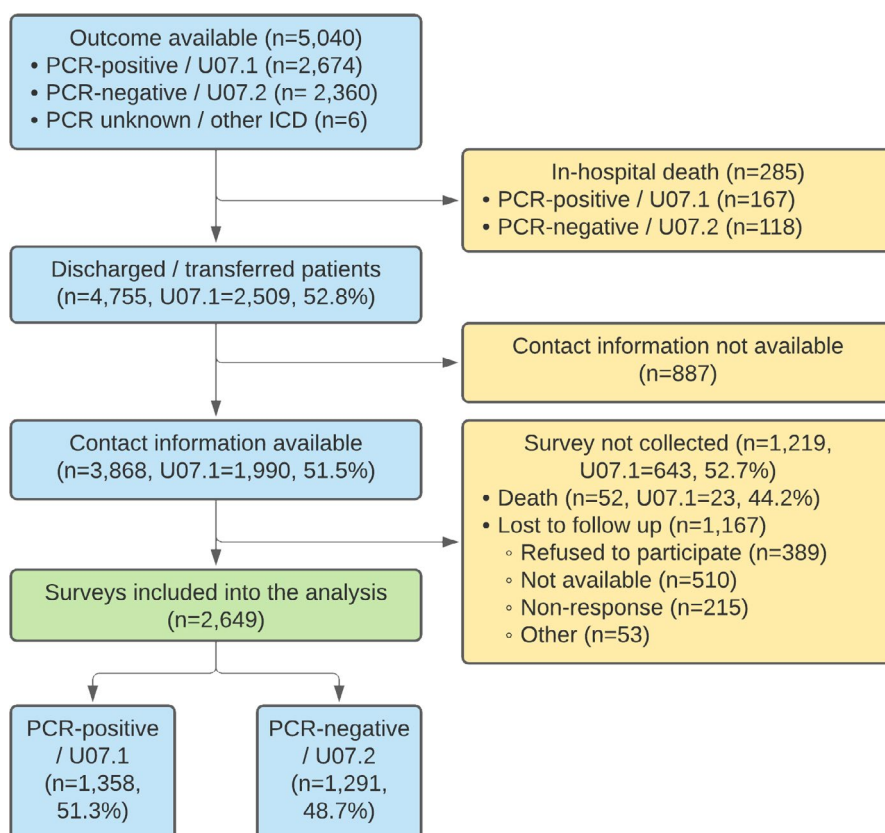 Outcome available (n=5,040)
• PCR-positive / U07.1 (n=2,674)
• PCR-negative / U07.2 (n= 2,360)
• PCR unknown / other ICD (n=6)
In-hospital death (n=285)
• PCR-positive / U07.1 (n=167)
• PCR-negative / U07.2 (n=118)
Discharged / transferred patients
(n=4,755, U07.1=2,509, 52.8%)
Contact information not available
(n=887)
Contact information available
(n=3,868, U07.1=1,990, 51.5%)
Survey not collected (n=1,219,
U07.1=643, 52.7%)
• Death (n=52, U07.1=23, 44.2%)
• Lost to follow up (n=1,167)
◦ Refused to participate (n=389)
◦ Not available (n=510)
◦ Non-response (n=215)
◦ Other (n=53)
Surveys included into the analysis
(n=2,649)
PCR-positive
/ U07.1
(n=1,358,
51.3%)
PCR-negative
/ U07.2
(n=1,291,
48.7%)